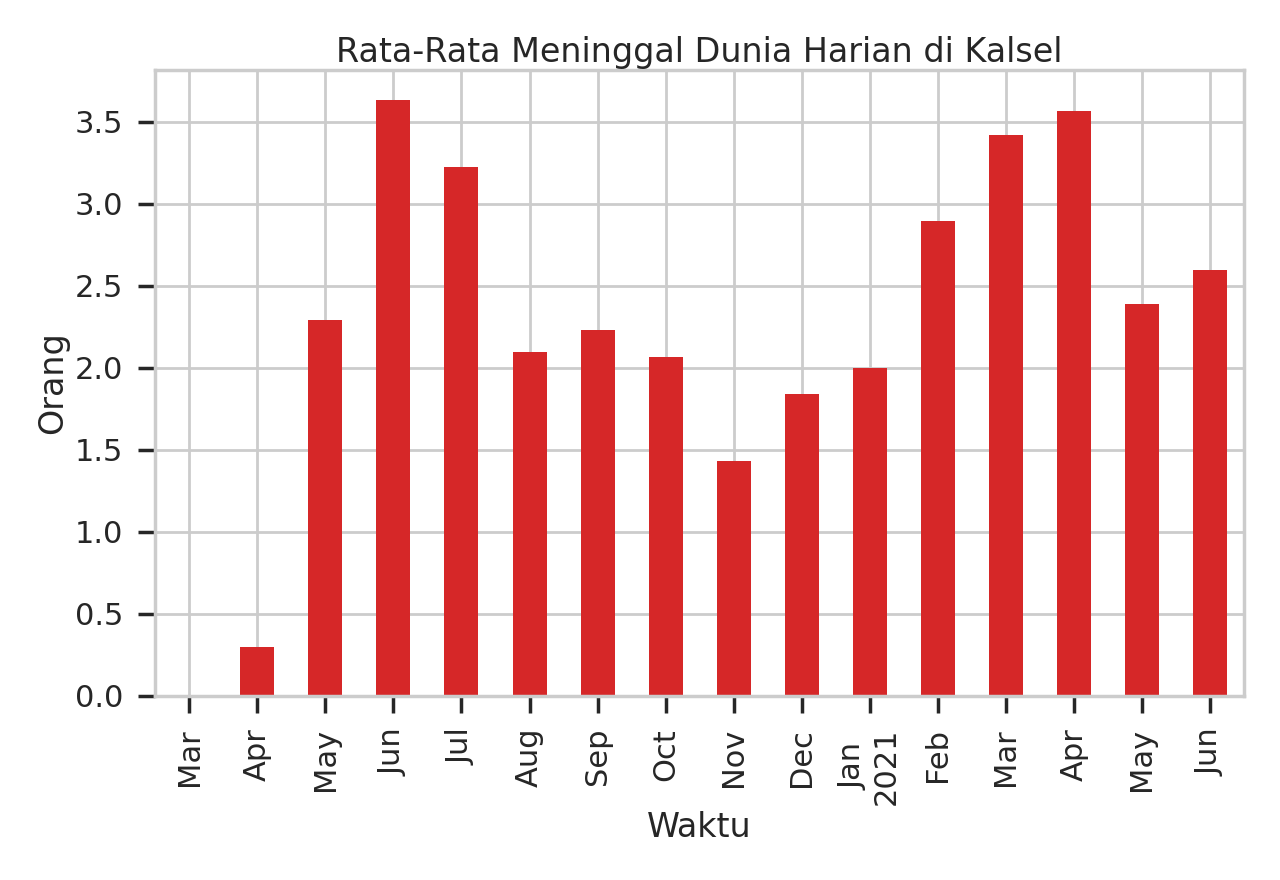 Rata-Rata Meninggal Dunia Harian di Kalsel
3.5
3.0
2.5
2.0
1.5
1.0
0.5
0.0
Orang
Mar
Apr
May
Jun
Jul
Aug
Sep
Oct
Nov
Dec
Jan
2021
Feb
Mar
Apr
May
Jun
Waktu